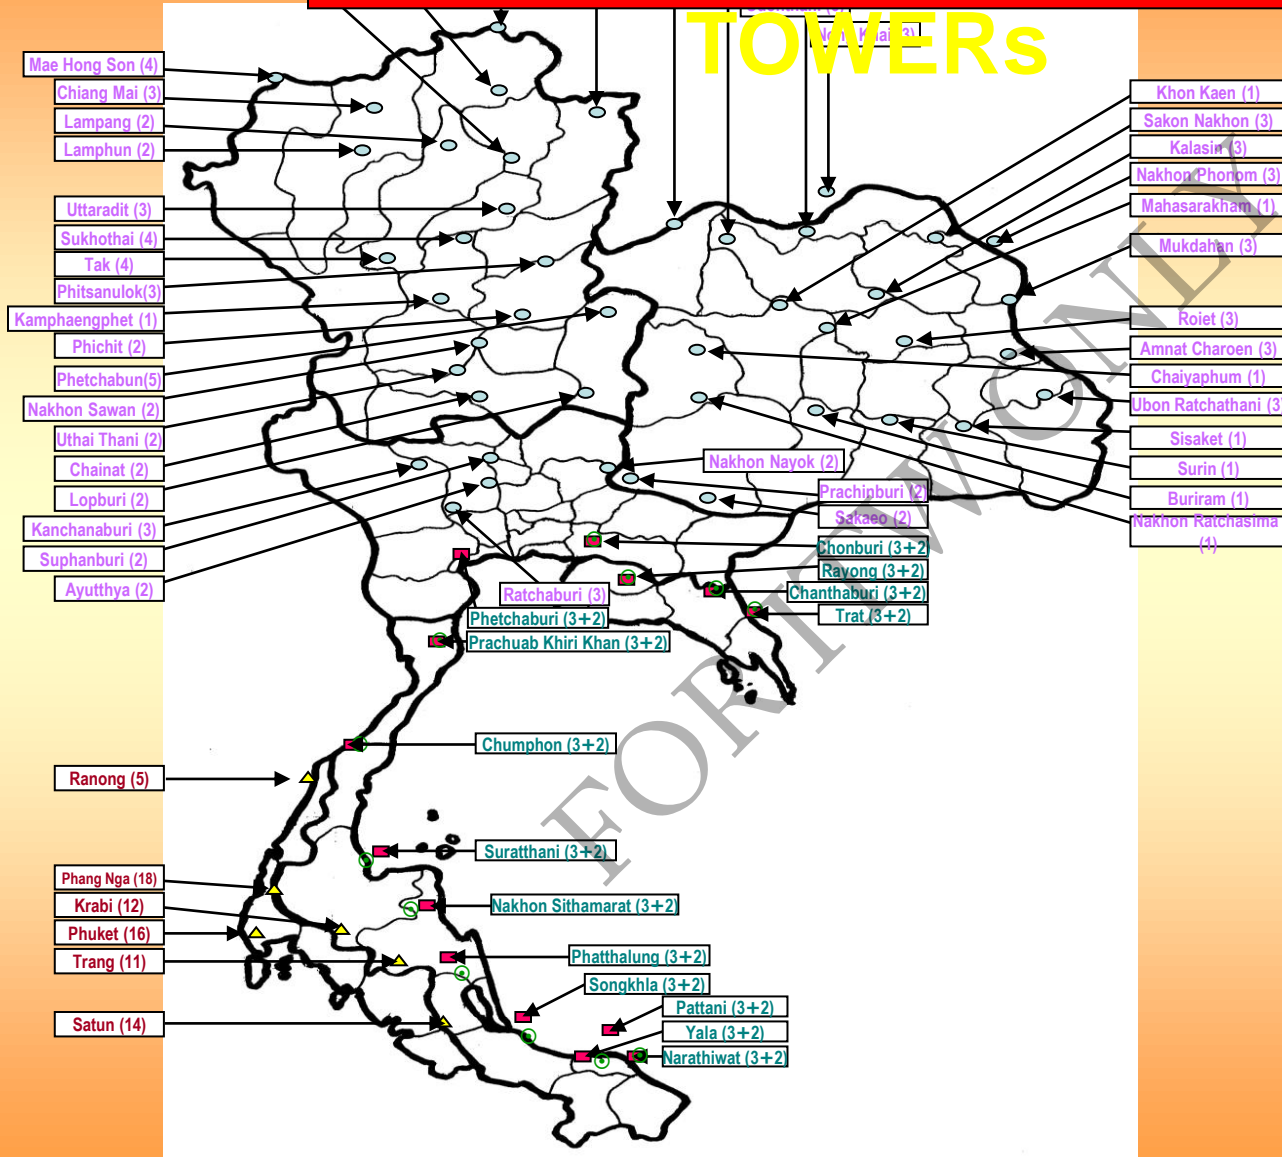 TOWERs
Mae Hong Son (4)
Chiang Mai (3)
Lampang (2)
Lamphun (2)
Uttaradit (3)
Sukhothai (4)
Tak (4)
Phitsanulok(3)
Kamphaengphet (1)
Phichit (2)
Phetchabun(5)
Nakhon Sawan (2)
Uthai Thani (2)
Chainat (2)
Lopburi (2)
Kanchanaburi (3)
Suphanburi (2)
Ayutthya (2)
Khon Kaen (1)
Sakon Nakhon (3)
Kalasin (3)
Nakhon Phonom (3)
Mahasarakham (1)
Mukdahan (3)
Roiet (3)
Amnat Charoen (3)
Chaiyaphum (1)
Ubon Ratchathani (3)
Sisaket (1)
Surin (1)
Buriram (1)
Nakhon Ratchasima
(1)
Nakhon Nayok (2)
Prachinburi (2)
Sakaeo (2)
Chonburi (3+2)
Rayong (3+2)
Chanthaburi (3+2)
Trat (3+2)
Ratchaburi (3)
Phetchaburi (3+2)
Prachuab Khiri Khan (3+2)
Chumphon (3+2)
Ranong (5)
Suratthani (3+2)
Phang Nga (18)
Krabi (12)
Phuket (16)
Trang (11)
Satun (14)
Nakhon Sithamarat (3+2)
Phatthalung (3+2)
Songkhla (3+2)
Pattani (3+2)
Yala (3+2)
Narathiwat (3+2)
FOR ITWONLY